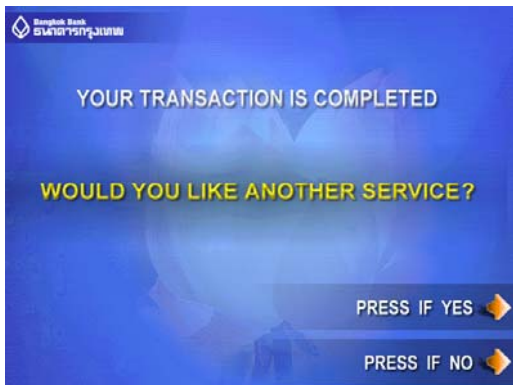 Bangkok Bank
ธนาคารกรุงเทพ
YOUR TRANSACTION IS COMPLETED
WOULD YOU LIKE ANOTHER SERVICE?
PRESS IF YES
PRESS IF NO